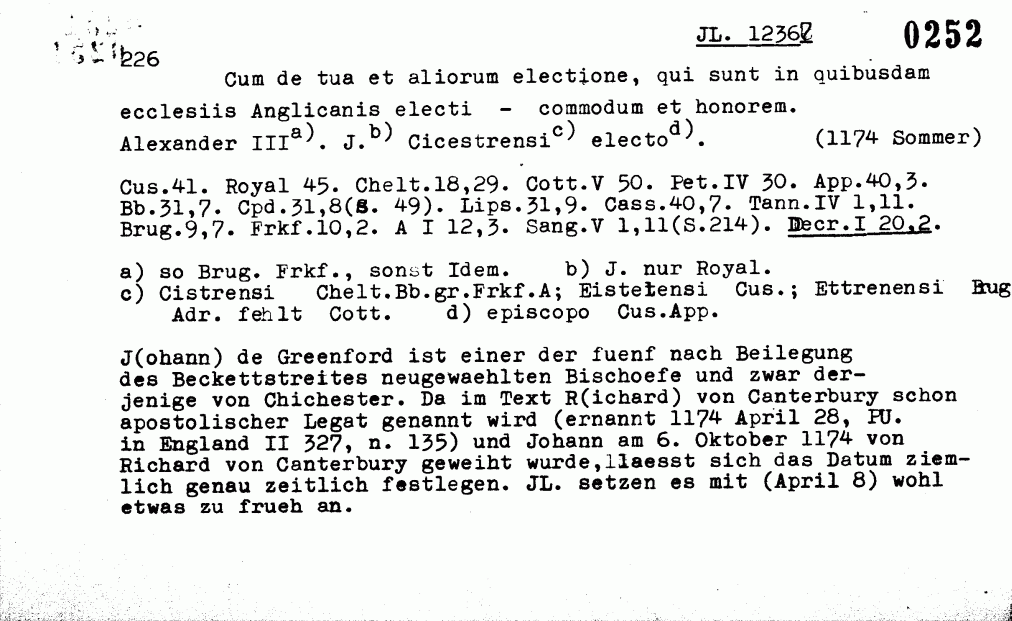 JL. 12362 0252
226
Cum de tua et aliorum electione, qui sunt in quibusdam
ecclesiis Anglicanis electi - commodum et honorem.
Alexander III a). J. b) Cicestrensi c) electo d). (1174 Sommer)
Cus.41. Royal 45. Chelt.18,29. Cott.V 50. Pet.IV 30. App.40,3.
Bb.31,7. Cpd.31,8(S. 49). Lips.31,9. Cass.40,7. Tann.IV 1,11.
Brug.9,7. Frkf.10,2. A I 12,3. Sang.V 1,11(S.214). Decr.I 20,2.
a) so Brug. Frkf., sonst Idem. b) J. nur Royal.
c) Cistrensi Chelt.Bb.gr.Frkf.A; Eistetensi Cus.; Ettrenensi Brug
Adr. fehlt Cott. d) episcopo Cus.App.
J(ohann) de Greenford ist einer der fuenf nach Beilegung
des Beckettstreites neugewaehlten Bischoefe und zwar der-
jenige von Chichester. Da im Text R(ichard) von Canterbury schon
apostolischer Legat genannt wird (ernannt 1174 April 28, PU.
in England II 327, n. 135) und Johann am 6. Oktober 1174 von
Richard von Canterbury geweiht wurde,llaesst sich das Datum ziem-
lich genau zeitlich festlegen. JL. setzen es mit (April 8) wohl
etwas zu frueh an.